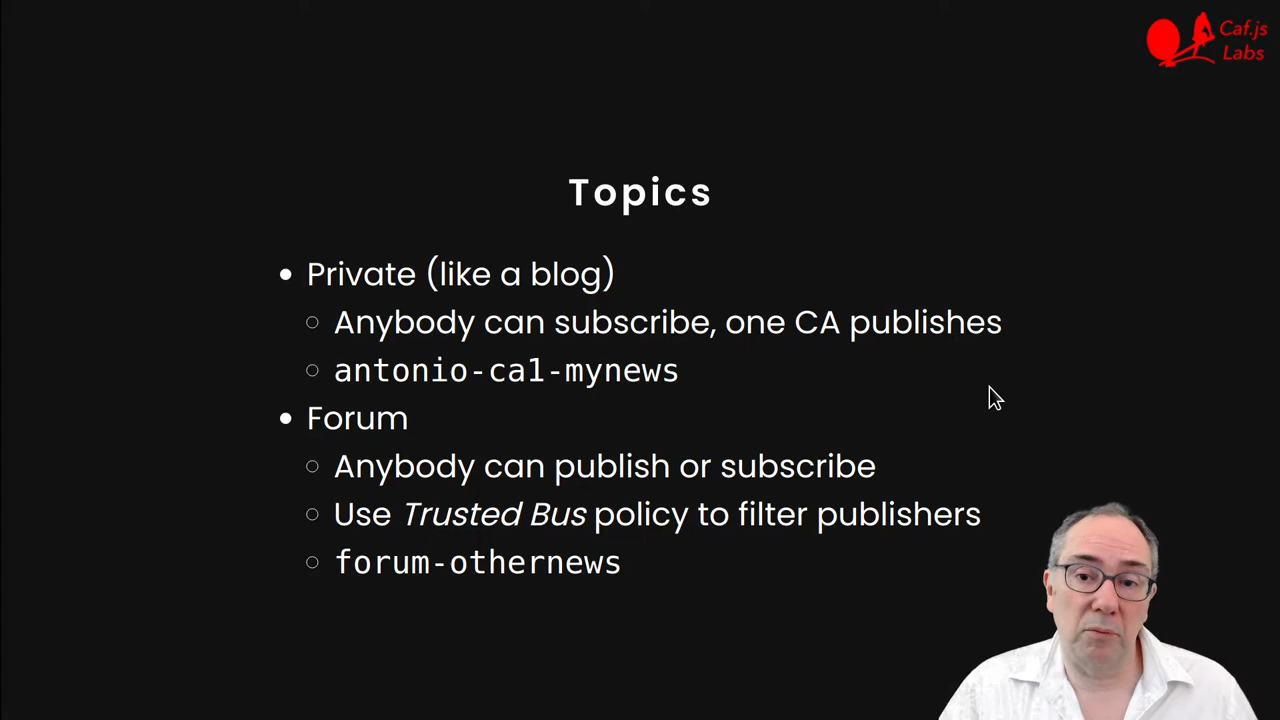 Caf.js
Labs
Topics
Private (like a blog)
Anybody can subscribe, one CA publishes
antonio-ca1-mynews
Forum
Anybody can publish or subscribe
Use Trusted Bus policy to filter publishers
forum-othernews